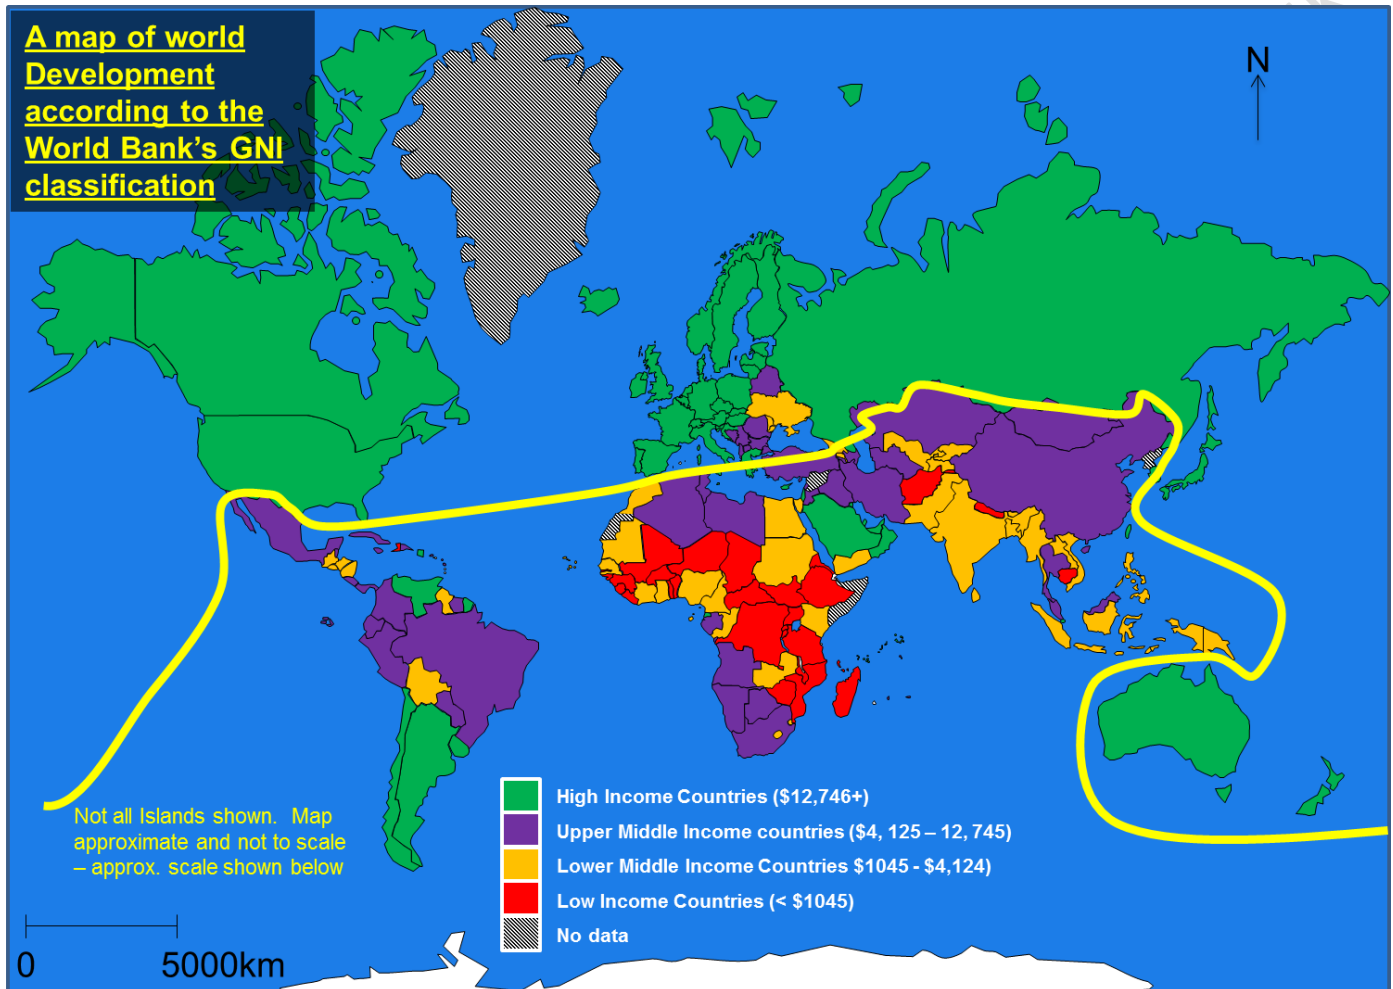 A map of world
Development
according to the
World Bank's GNI
classification
N
Not all Islands shown. Map
approximate and not to scale
– approx. scale shown below
High Income Countries ($12,746+)
Upper Middle Income countries ($4, 125 – 12, 745)
Lower Middle Income Countries $1045 - $4,124)
Low Income Countries (< $1045)
No data
0 5000km